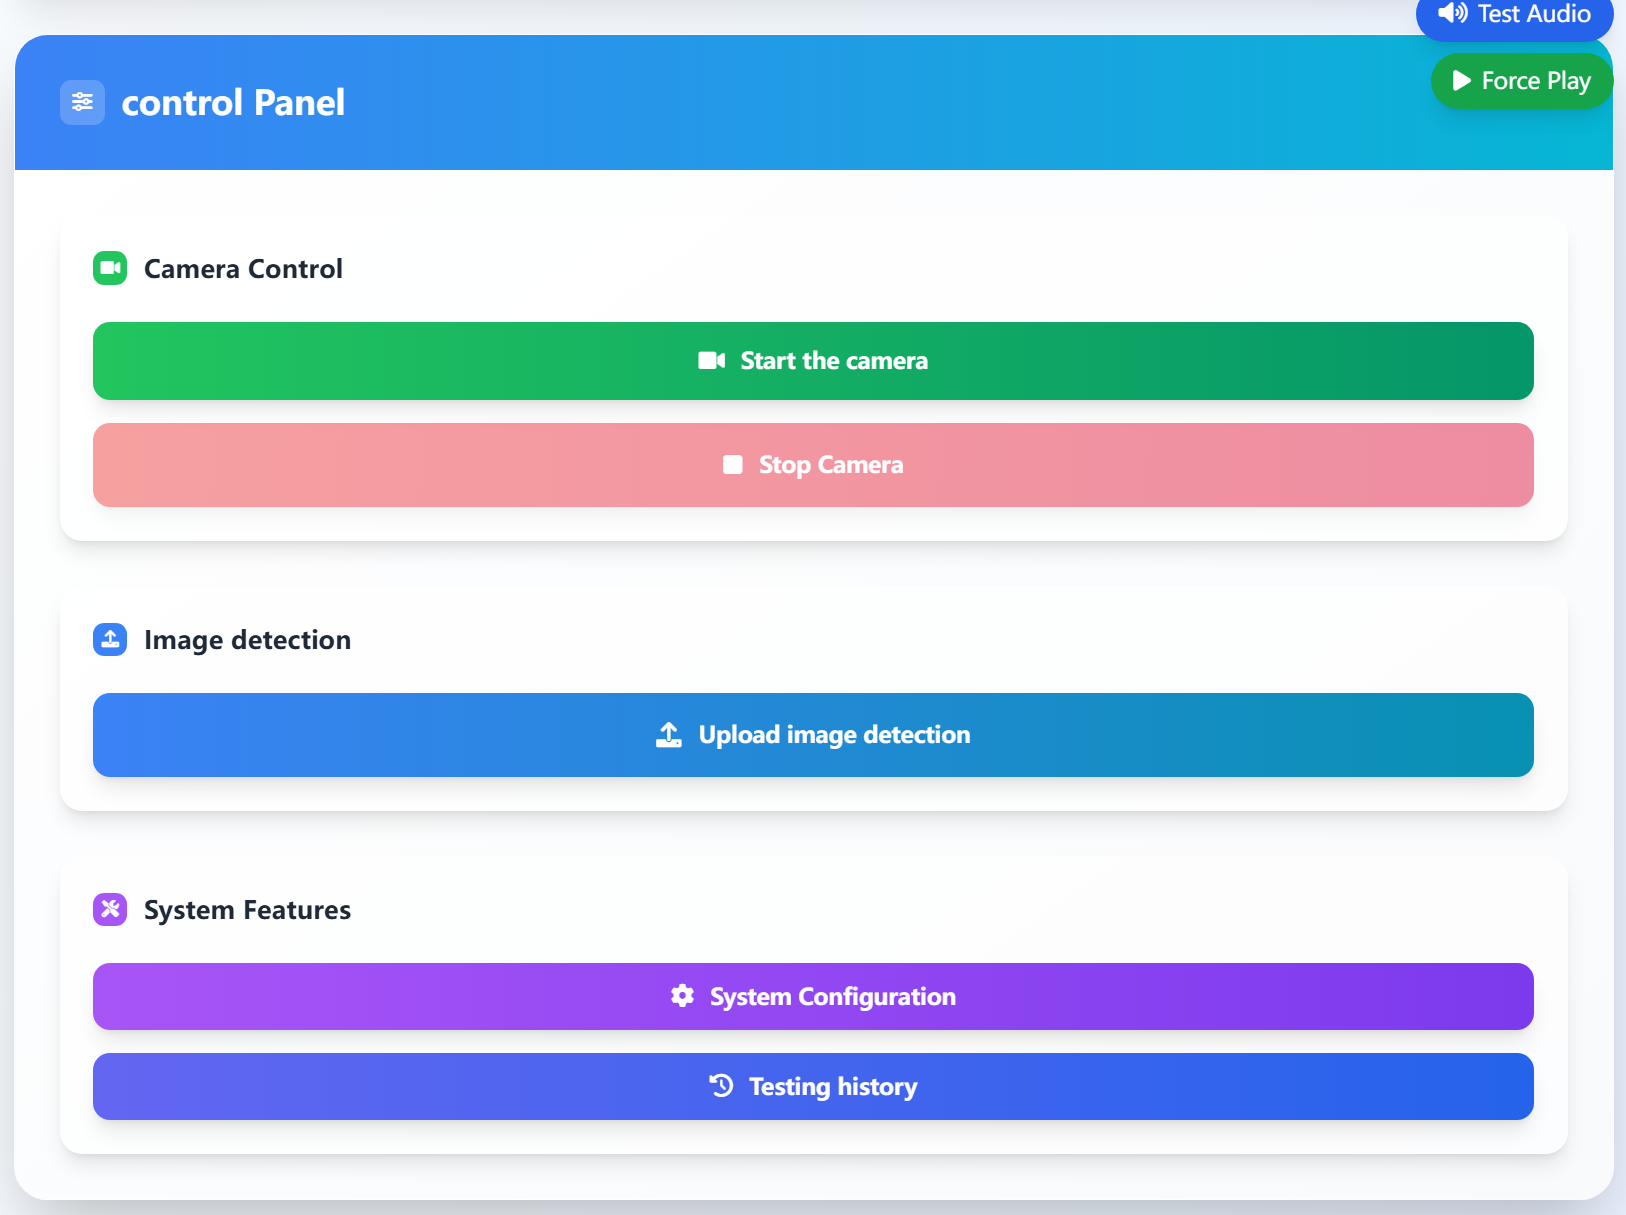 Test Audio
Force Play
control Panel
Camera Control
Start the camera
Stop Camera
Image detection
Upload image detection
System Features
System Configuration
Testing history